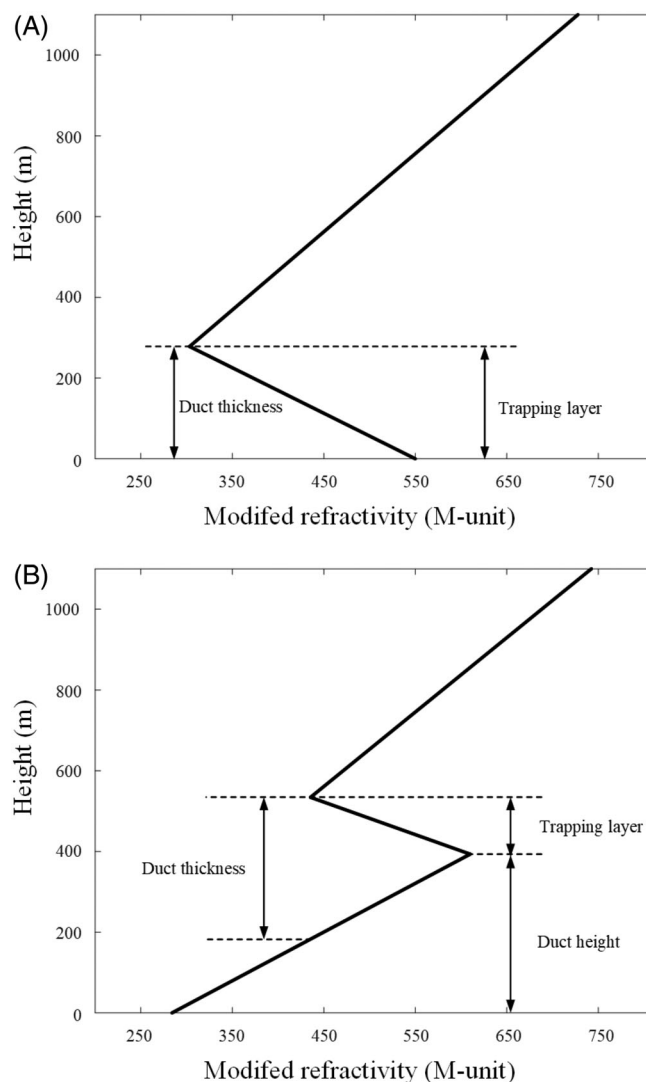 (A)
1000
800
600
400
200
0
Height (m)
Duct thickness
Trapping layer
250 350 450 550 650 750
Modifed refractivity (M-unit)
(B)
1000
800
600
400
200
0
Height (m)
Trapping layer
Duct thickness
Duct height
250 350 450 550 650 750
Modifed refractivity (M-unit)